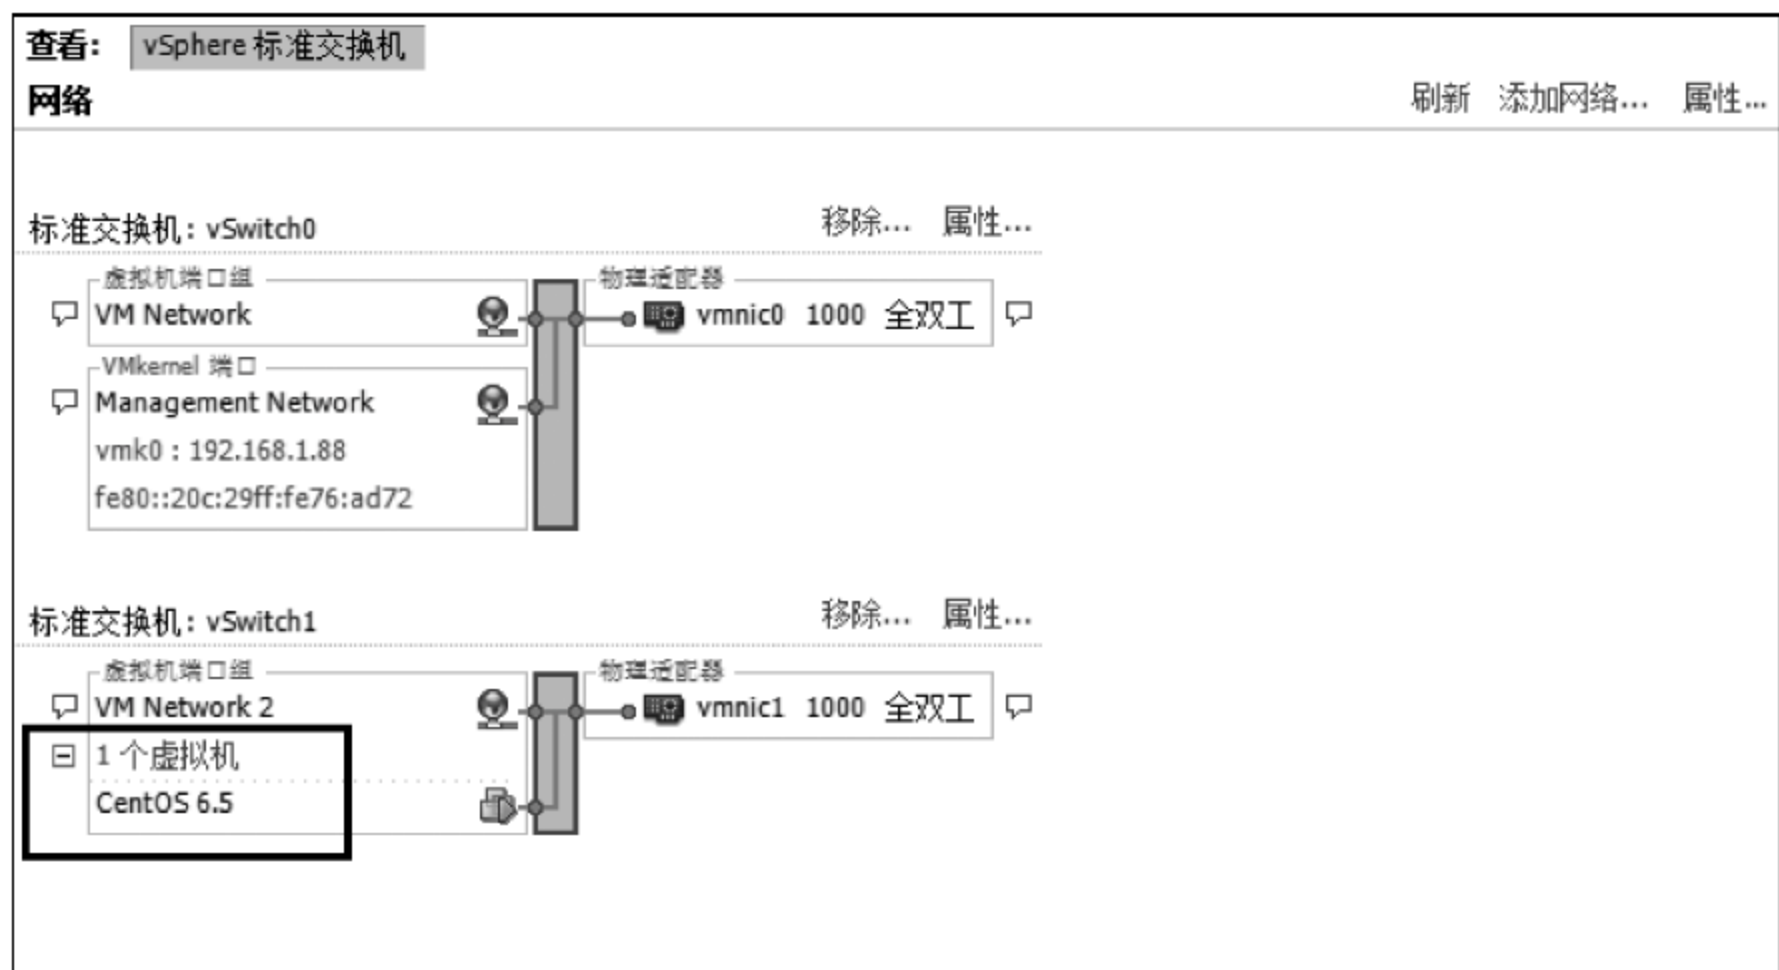 查看: vSphere 标准交换机
网络 刷新 添加网络... 属性...
标准交换机: vSwitch0 移除... 属性...
虚拟机端口组 物理适配器
VM Network vmnic0 1000 全双工
VMkernel 端口
Management Network
vmk0 : 192.168.1.88
fe80::20c:29ff:fe76:ad72
标准交换机: vSwitch1 移除... 属性...
虚拟机端口组 物理适配器
VM Network 2 vmnic1 1000 全双工
1 个虚拟机
CentOS 6.5